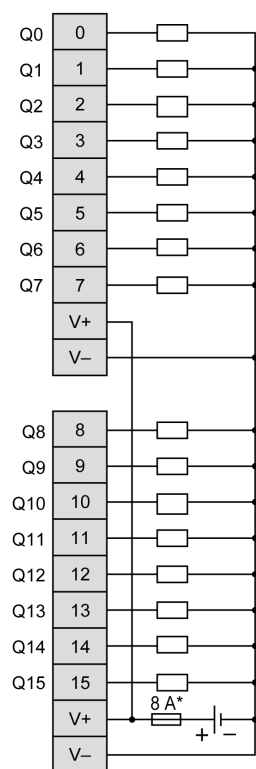 Q0 0
Q1 1
Q2 2
Q3 3
Q4 4
Q5 5
Q6 6
Q7 7
V+
V–
Q8 8
Q9 9
Q10 10
Q11 11
Q12 12
Q13 13
Q14 14
Q15 15
8 A*
V+ + –
V–